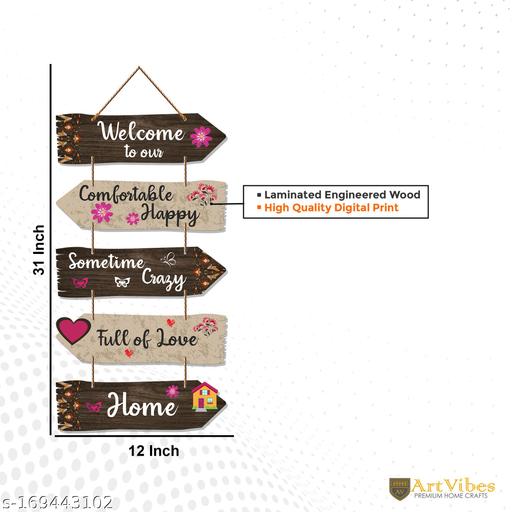 Welcome
to our
Comfortable
Happy
Sometime
Crazy
Full of Love
Home
▪ Laminated Engineered Wood
▪ High Quality Digital Print
31 Inch
12 Inch
ArtVibes
PREMIUM HOME CRAFTS
s-169443102